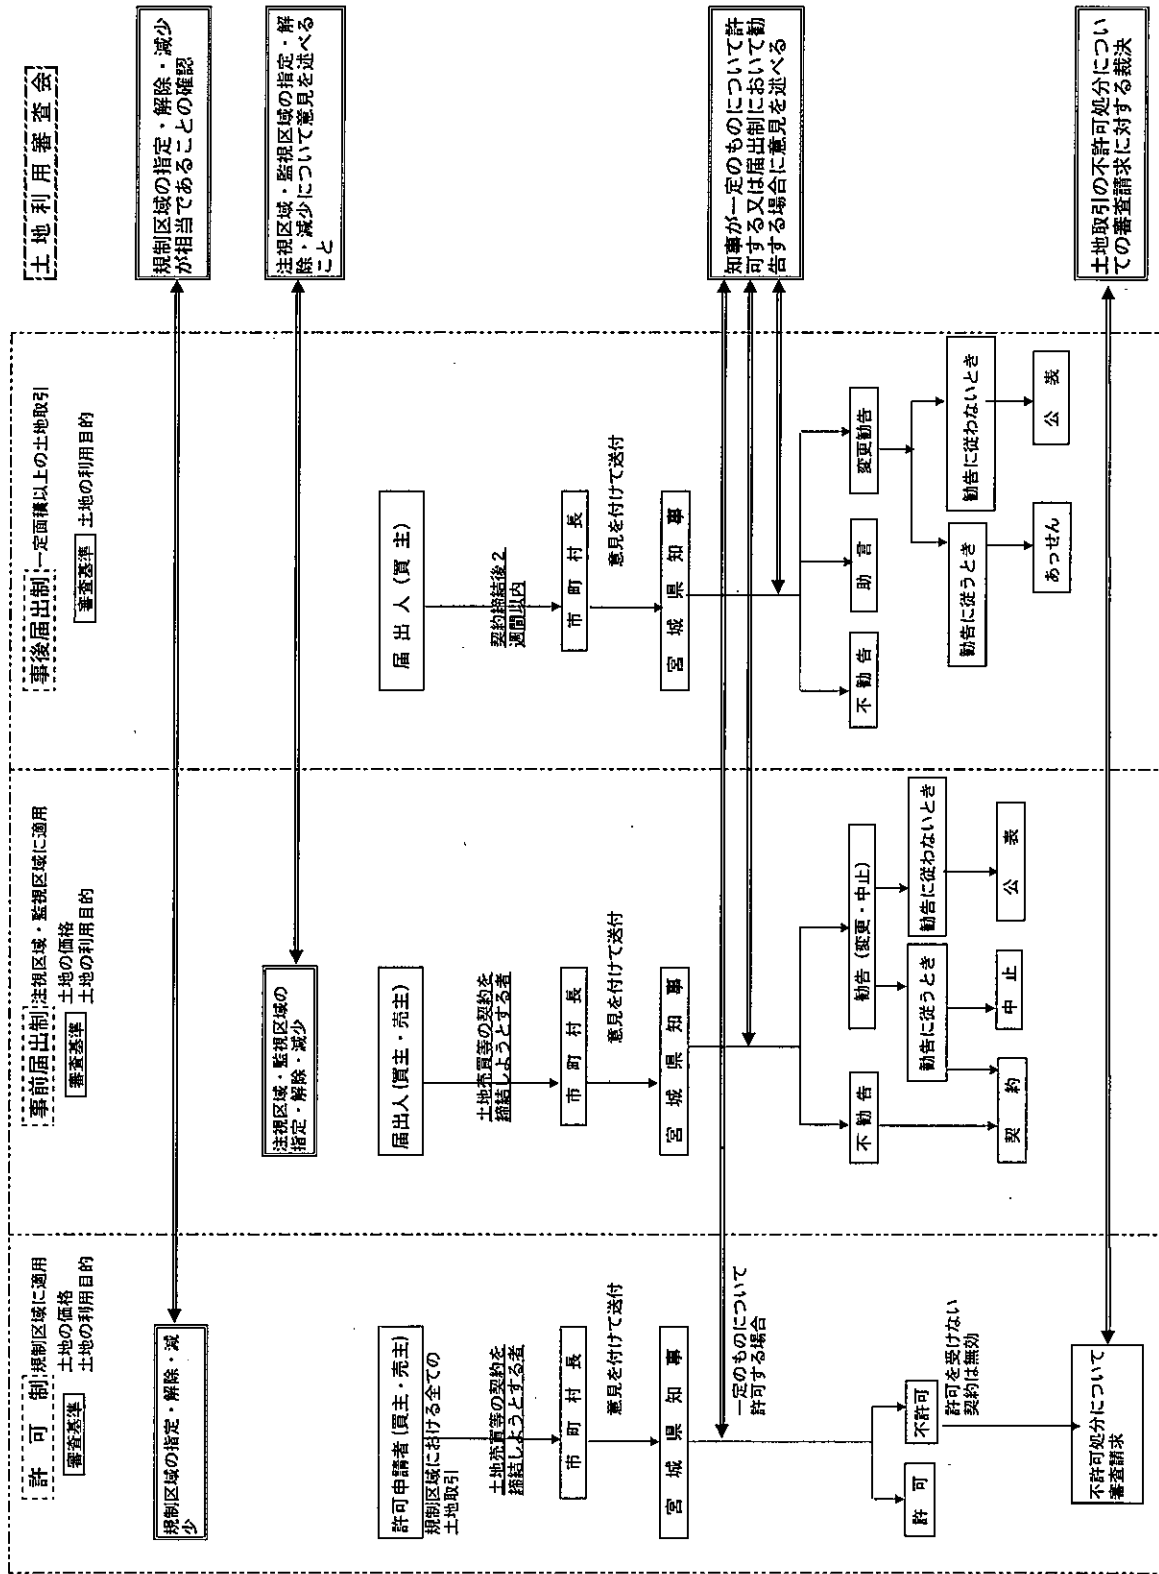 許可制
規制区域に適用
審査基準
土地の価格
土地の利用目的
規制区域の指定・解除・減
少
許可申請者(買主・売主)
規制区域における全ての
土地取引
土地売買等の契約を
締結しようとする者
市町村長
意見を付けて送付
宮城県知事
一定のものについて
許可する場合
許可
不許可
許可を受けない
契約は無効
不許可処分について
審査請求
事前届出制
注視区域・監視区域に適用
審査基準
土地の価格
土地の利用目的
注視区域・監視区域の
指定・解除・減少
届出人(買主・売主)
土地売買等の契約を
締結しようとする者
市町村長
意見を付けて送付
宮城県知事
不勧告
勧告(変更・中止)
勧告に従うとき
勧告に従わないとき
契約
中止
公表
事後届出制
一定面積以上の土地取引
審査基準
土地の利用目的
届出人(買主)
契約締結後2
週間以内
市町村長
意見を付けて送付
宮城県知事
不勧告
助言
変更勧告
勧告に従うとき
勧告に従わないとき
あっせん
公表
土地利用審査会
規制区域の指定・解除・減少
が相当であることの確認
注視区域・監視区域の指定・解
除・減少について意見を述べる
こと
知事が一定のものについて許
可する又は届出制において勧
告する場合に意見を述べる
土地取引の不許可処分につい
ての審査請求に対する裁決